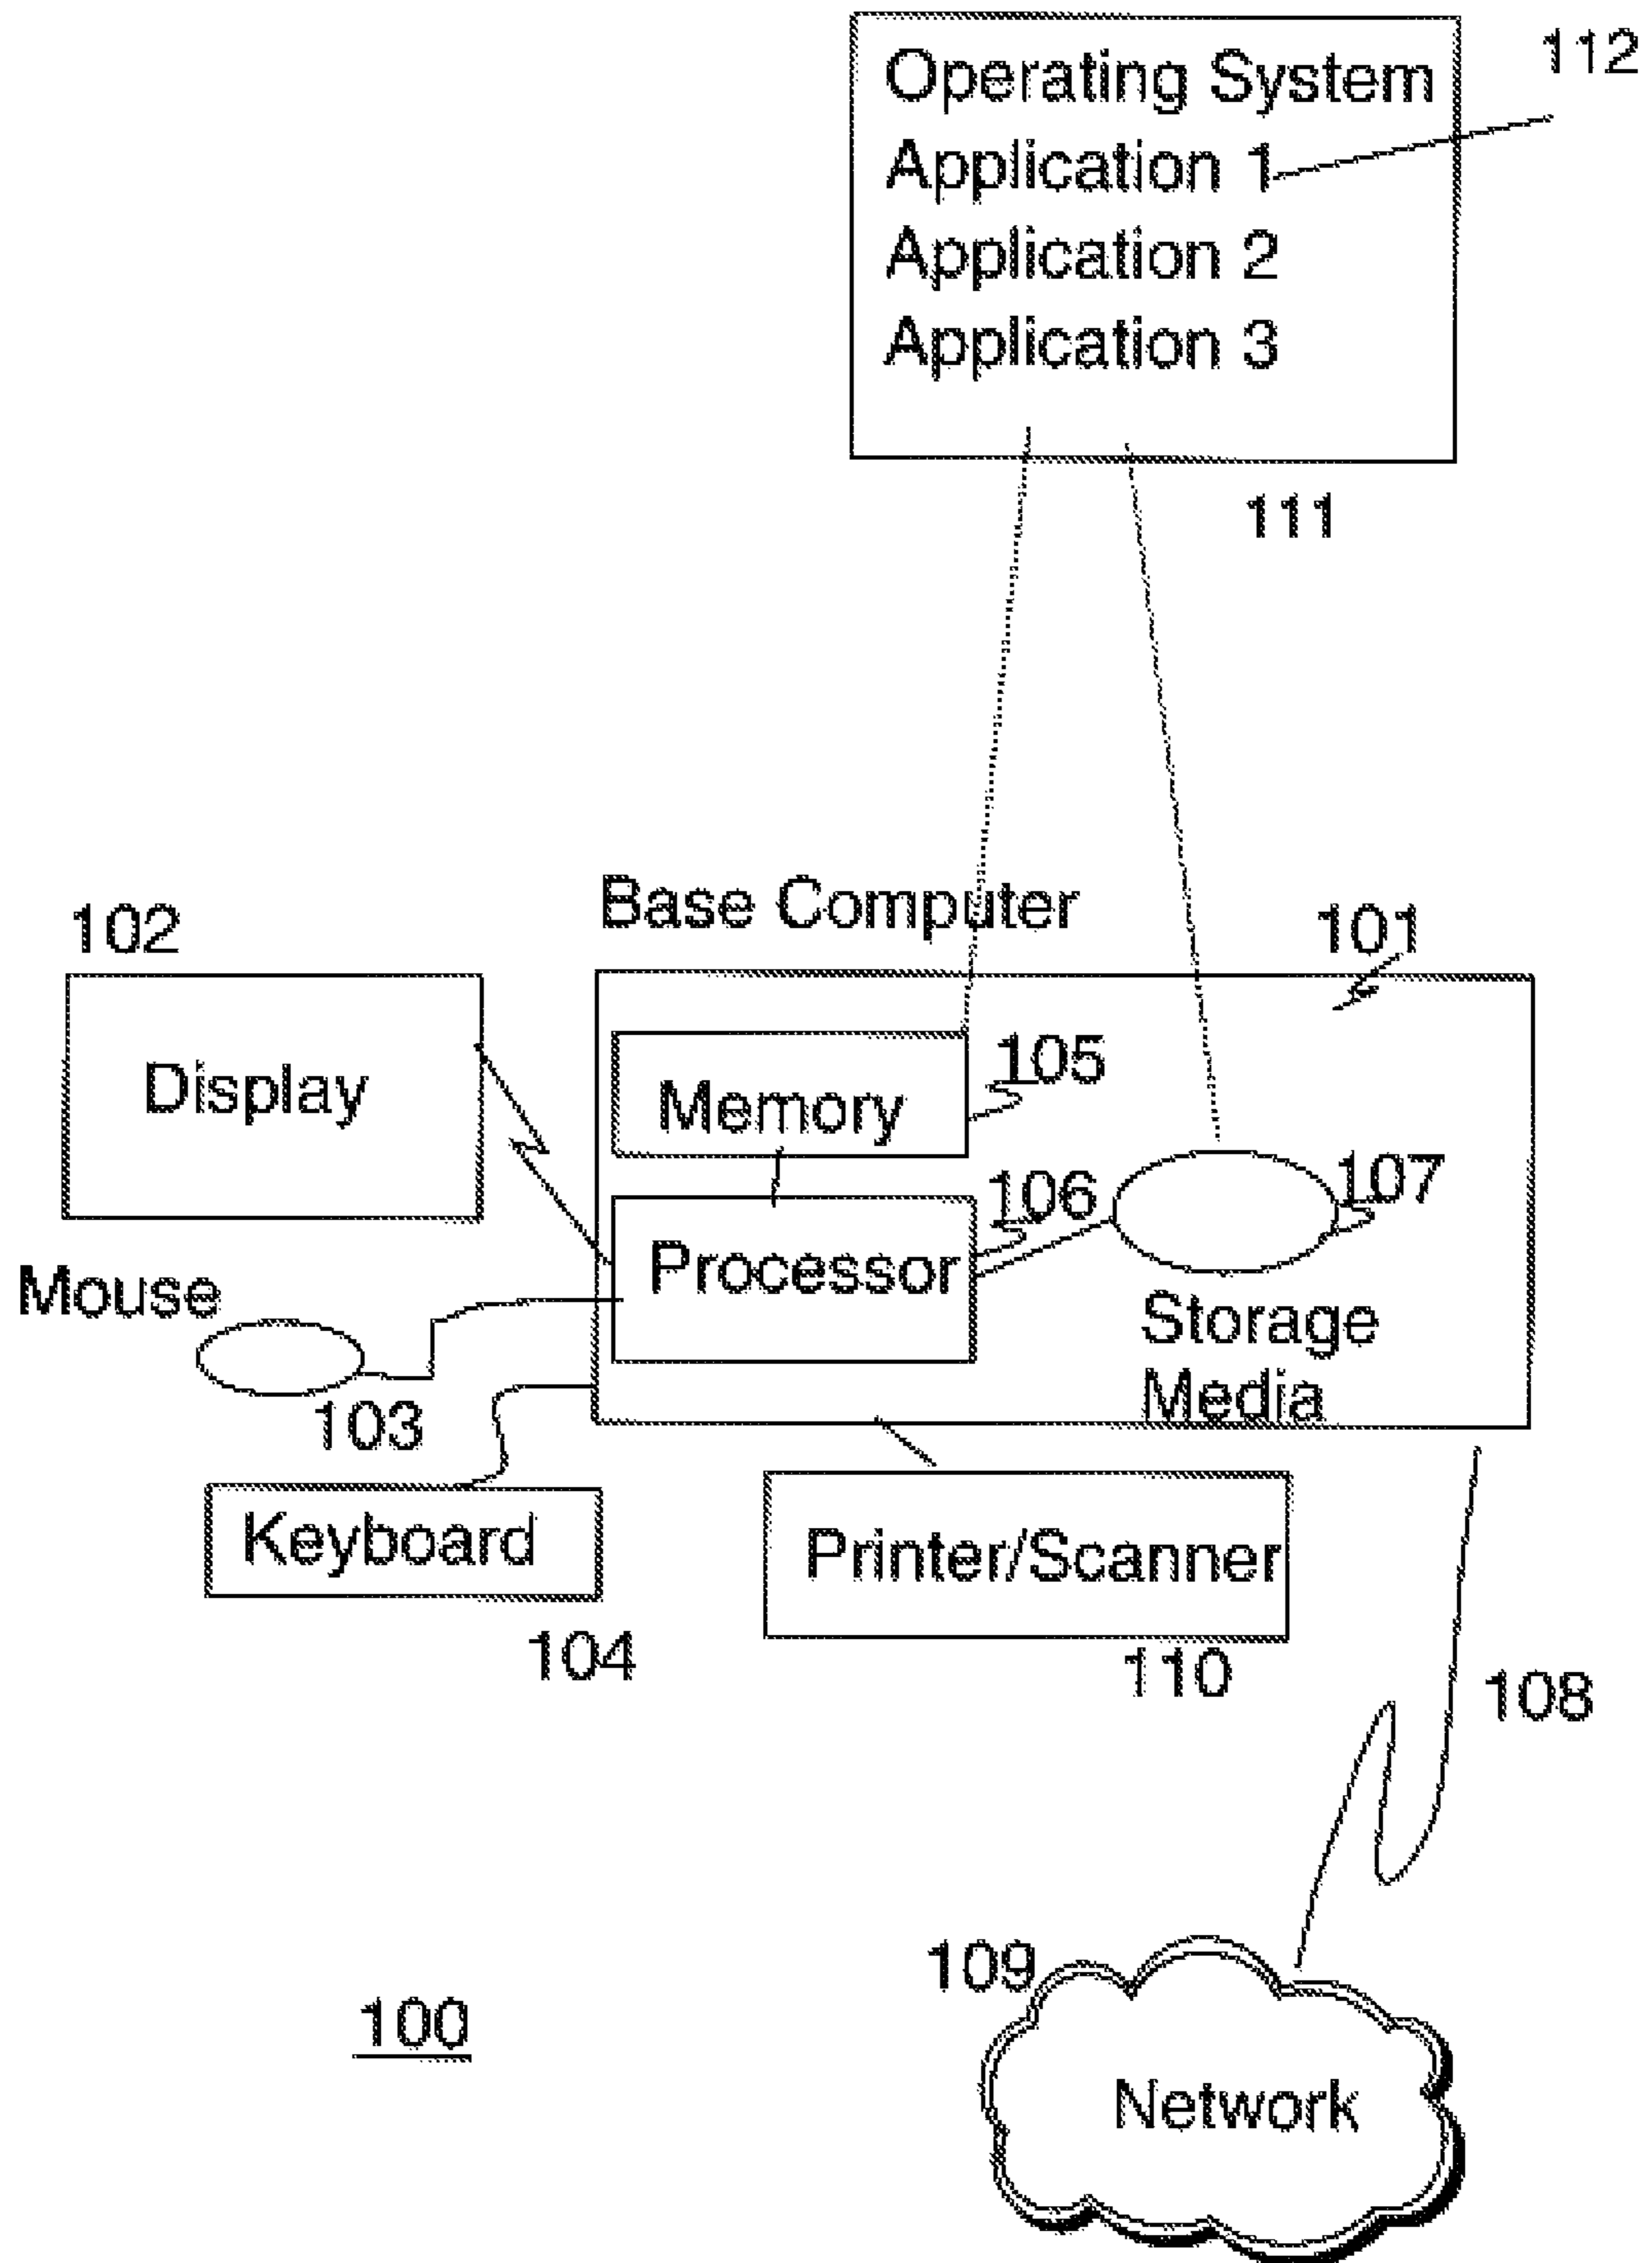 Operating System
112
Application 1
Application 2
Application 3
111
Base Computer
102
101
Display
Memory
105
Processor
106
107
Storage
Media
Mouse
103
Keyboard
104
Printer/Scanner
110
108
109
Network
100